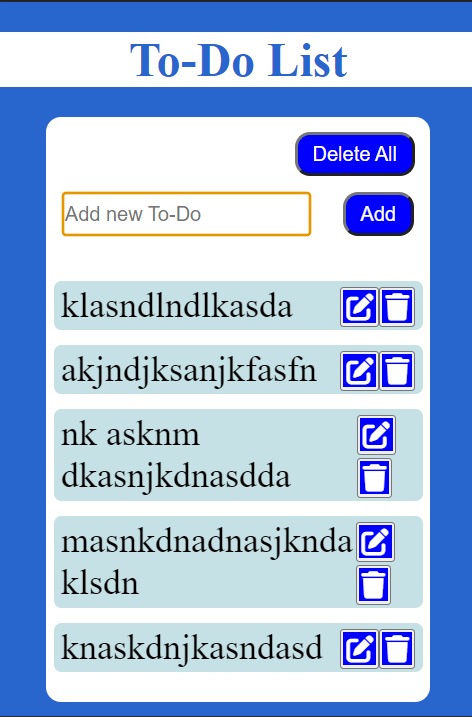 To-Do List
Delete All
Add new To-Do
Add
klasndlndlkasda
akjndjksanjkfasfn
nk asknm
dkasnjkdnasdda
masnkdnadnasjknda
klsdn
knaskdnjkasndasd